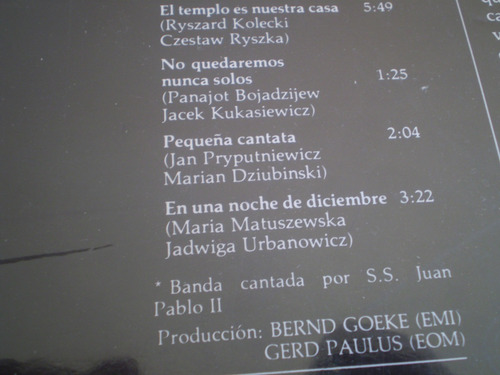 El templo es nuestra casa 5:49
(Ryszard Kolecki
Czestaw Ryszka)
No quedaremos
nunca solos 1:25
(Panajot Bojadzijew
Jacek Kukasiewicz)
Pequeña cantata 2:04
(Jan Pryputniewicz
Marian Dziubinski)
En una noche de diciembre 3:22
(Maria Matuszewska
Jadwiga Urbanowicz)
* Banda cantada por S.S. Juan
Pablo II
Producción: BERND GOEKE (EMI)
GERD PAULUS (EOM)